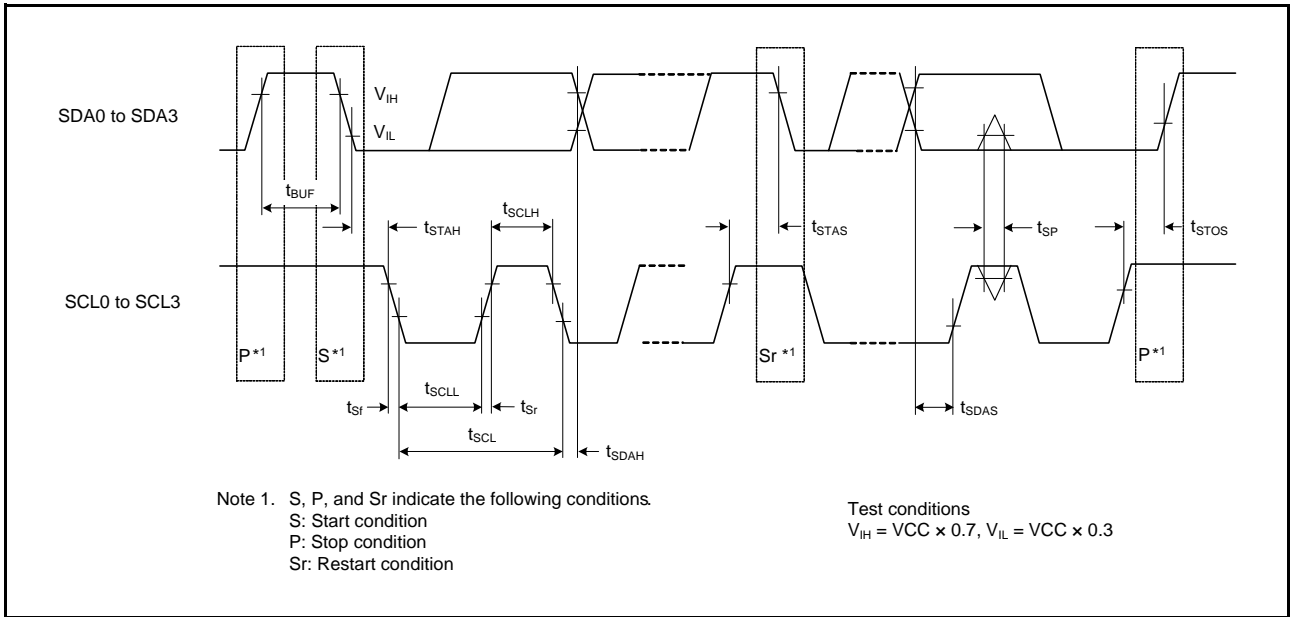 SDA0 to SDA3
VIH
VIL
tBUF
tSTAH
tSCLH
tSTAS
tSP
tSTOS
SCL0 to SCL3
P*1
S*1
Sr*1
P*1
tSf
tSCLL
tSr
tSCL
tSDAH
tSDAS
Note 1. S, P, and Sr indicate the following conditions.
S: Start condition
P: Stop condition
Sr: Restart condition
Test conditions
VIH = VCC × 0.7, VIL = VCC × 0.3